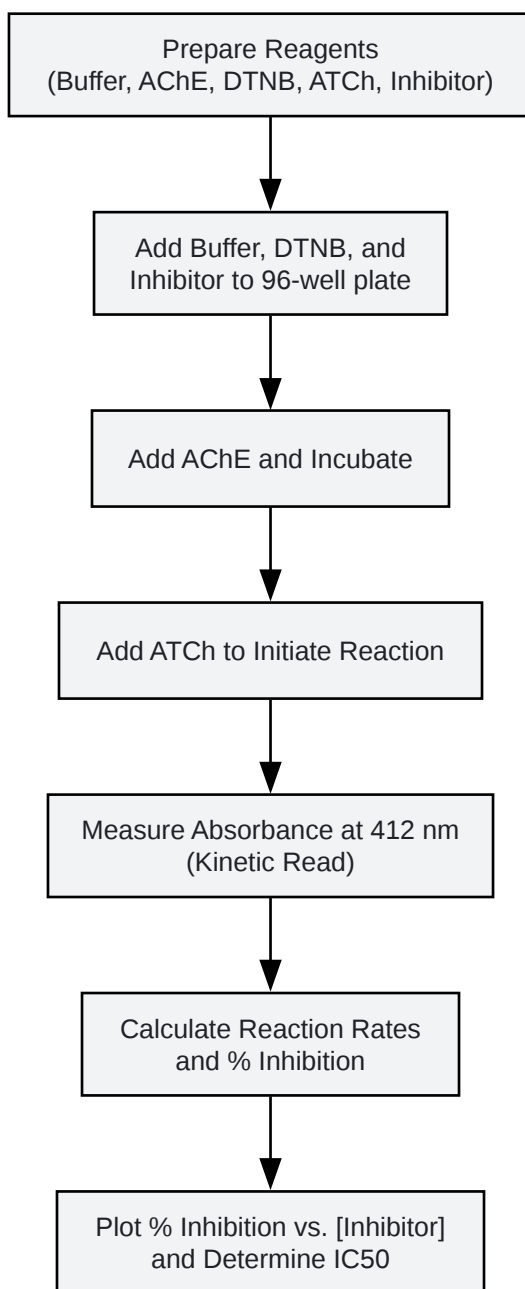 Prepare Reagents
(Buffer, AChE, DTNB, ATCh, Inhibitor)
Add Buffer, DTNB, and
Inhibitor to 96-well plate
Add AChE and Incubate
Add ATCh to Initiate Reaction
Measure Absorbance at 412 nm
(Kinetic Read)
Calculate Reaction Rates
and % Inhibition
Plot % Inhibition vs. [Inhibitor]
and Determine IC50